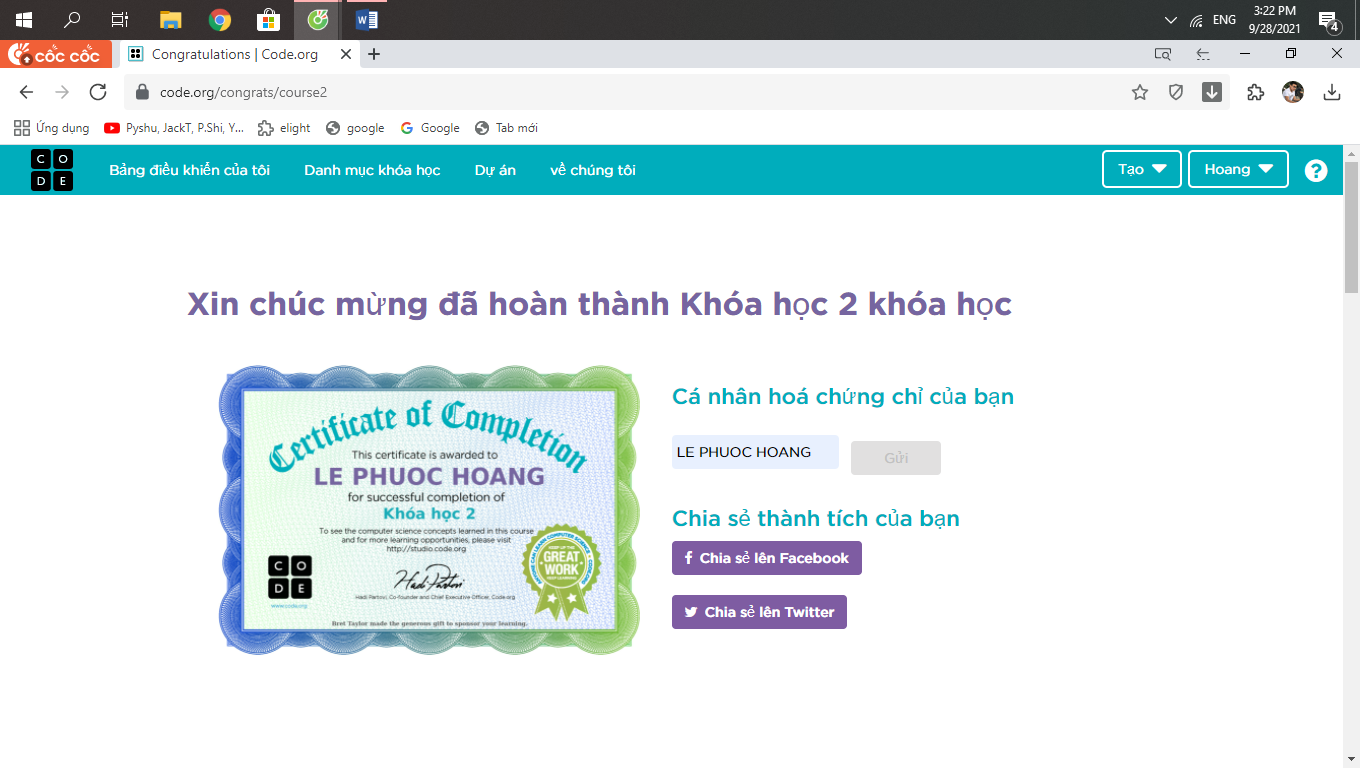 ENG
3:22 PM
9/28/2021
4
cốc cốc
Congratulations | Code.org
code.org/congrats/course2
Ứng dụng
Pyshu, JackT, P.Shi, Y...
elight
google
Google
Tab mới
C O
D E
Bảng điều khiển của tôi
Danh mục khóa học
Dự án
về chúng tôi
Tạo
Hoang
?
Xin chúc mừng đã hoàn thành Khóa học 2 khóa học
Certificate of Completion
This certificate is awarded to
LE PHUOC HOANG
for successful completion of
Khóa học 2
To see the computer science concepts learned in this course
and for more learning opportunities, please visit
http://studio.code.org
C O
D E
www.code.org
Hadi Partovi, Co-founder and Chief Executive Officer, Code.org
GREAT
WORK
Bret Taylor made the generous gift to sponsor your learning.
Cá nhân hoá chứng chỉ của bạn
LE PHUOC HOANG
Gửi
Chia sẻ thành tích của bạn
Chia sẻ lên Facebook
Chia sẻ lên Twitter